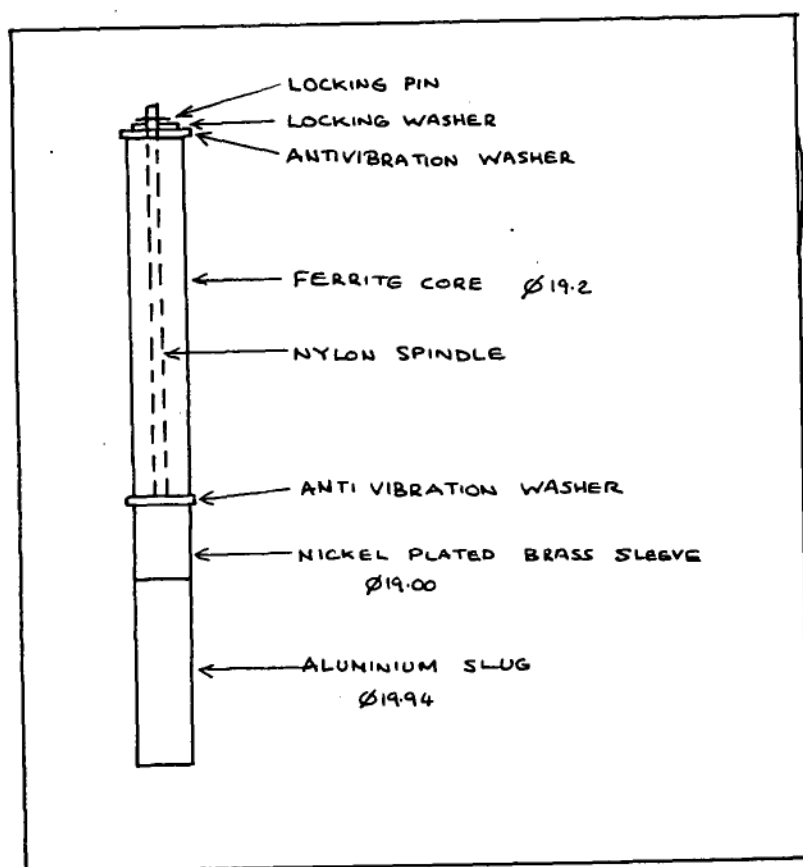 LOCKING PIN
LOCKING WASHER
ANTIVIBRATION WASHER
FERRITE CORE Ø19.2
NYLON SPINDLE
ANTI VIBRATION WASHER
NICKEL PLATED BRASS SLEEVE
Ø19.00
ALUMINIUM SLUG
Ø19.94